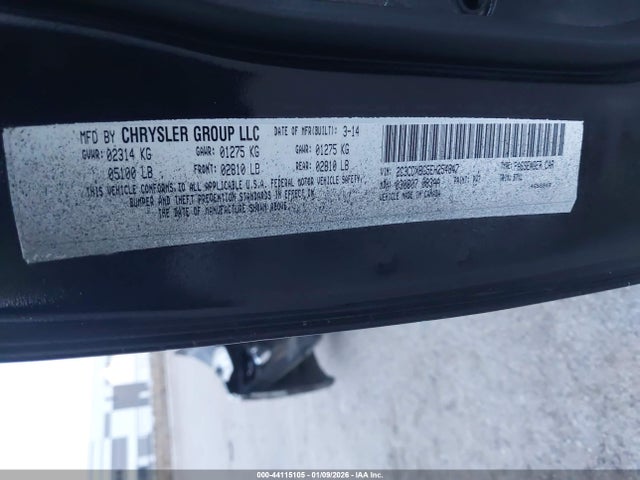 MFD BY CHRYSLER GROUP LLC DATE OF MFR(BUILT): 3-14
GVWR: 02314 KG GAWR: 01275 KG GAWR: 01275 KG
05100 LB FRONT: 02810 LB REAR: 02810 LB
THIS VEHICLE CONFORMS TO ALL APPLICABLE U.S.A. FEDERAL MOTOR VEHICLE SAFETY,
BUMPER AND THEFT PREVENTION STANDARDS IN EFFECT ON
THE DATE OF MANUFACTURE SHOWN ABOVE
VIN: TYPE: PASSENGER CAR
PAINT:
VEHICLE MADE IN CANADA
000-44115105 - 01/09/2026 - IAA Inc.